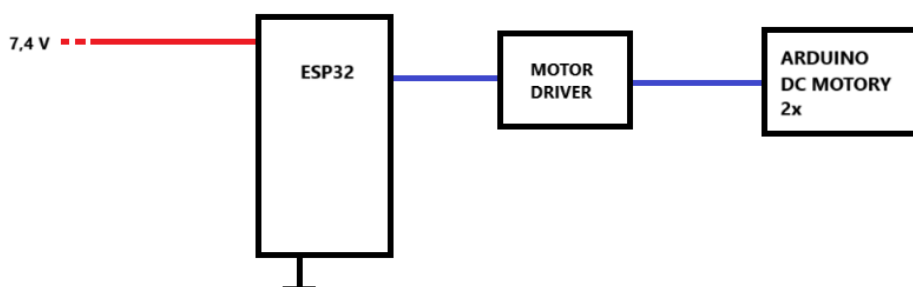 7,4 V
ESP32
MOTOR
DRIVER
ARDUINO
DC MOTORY
2x